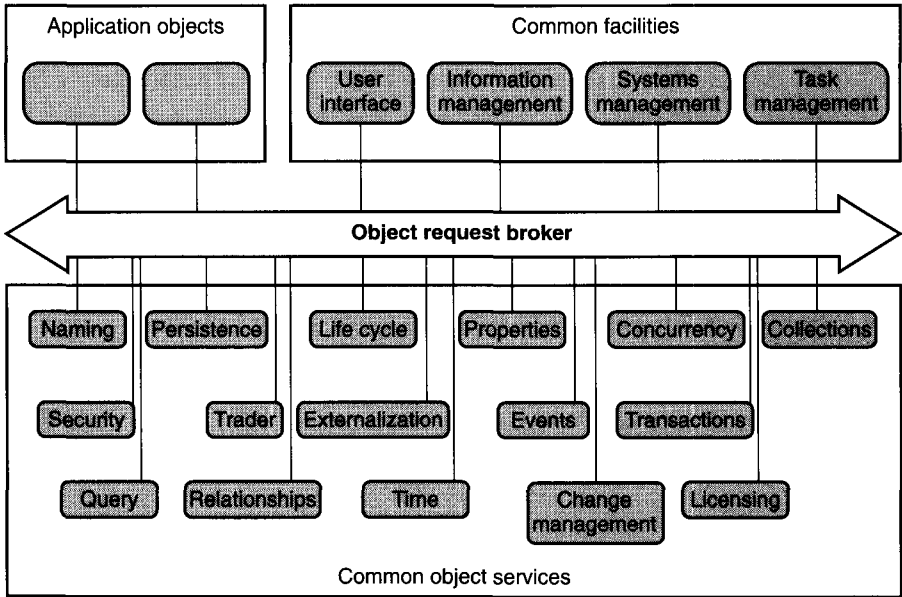 Application objects
Common facilities
User
interface
Information
management
Systems
management
Task
management
Object request broker
Naming
Persistence
Life cycle
Properties
Concurrency
Collections
Security
Trader
Externalization
Events
Transactions
Query
Relationships
Time
Change
management
Licensing
Common object services